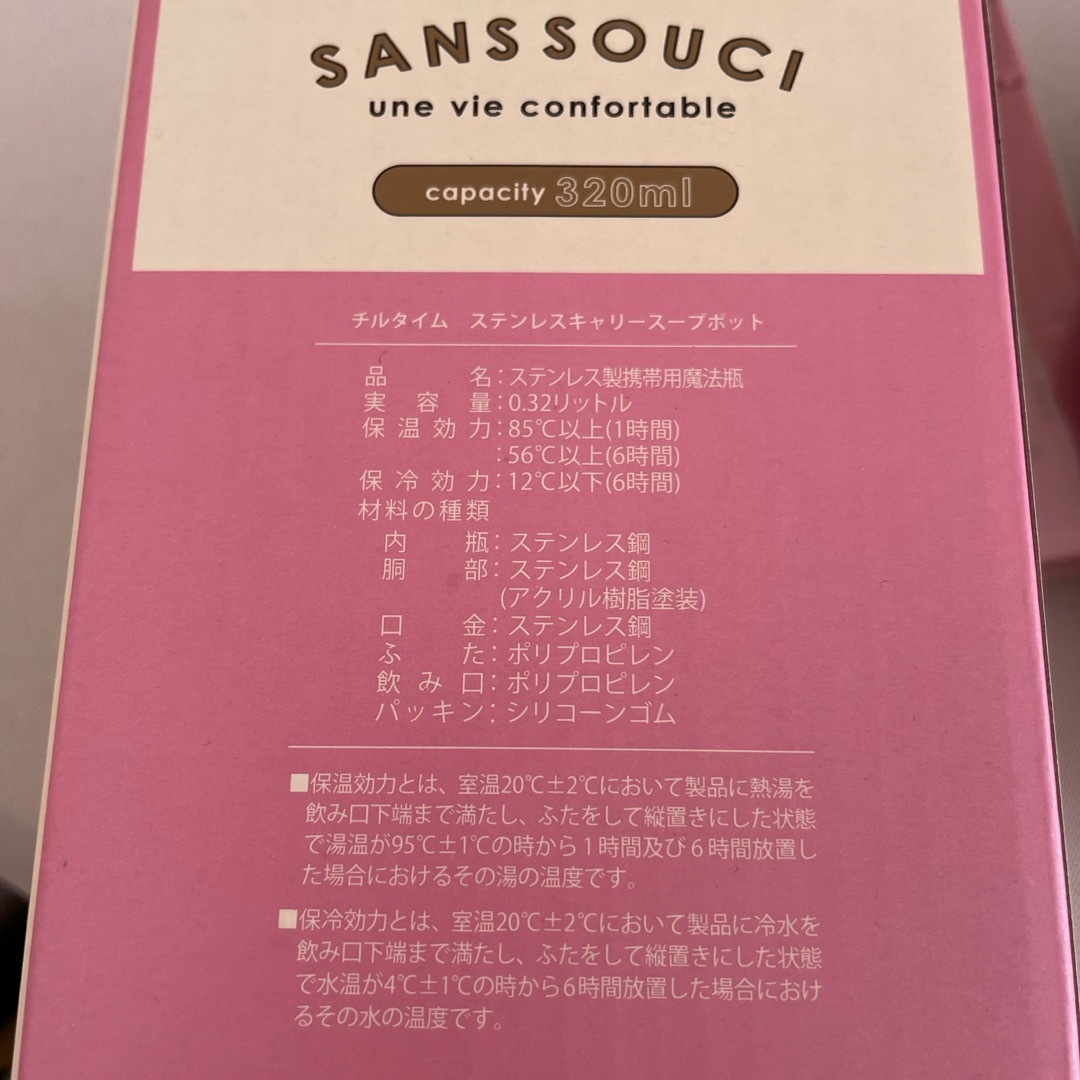 SANS SOUCI
une vie confortable
capacity 320ml
チルタイム　ステンレスキャリースープポット
品名：ステンレス製携帯用魔法瓶
実容量：0.32リットル
保温効力：85℃以上(1時間)
：56℃以上(6時間)
保冷効力：12℃以下(6時間)
材料の種類
内瓶：ステンレス鋼
胴部：ステンレス鋼
(アクリル樹脂塗装)
口金：ステンレス鋼
ふた：ポリプロピレン
飲み口：ポリプロピレン
パッキン：シリコーンゴム
■保温効力とは、室温20℃±2℃において製品に熱湯を
飲み口下端まで満たし、ふたをして縦置きにした状態
で湯温が95℃±1℃の時から１時間及び６時間放置し
た場合におけるその湯の温度です。
■保冷効力とは、室温20℃±2℃において製品に冷水を
飲み口下端まで満たし、ふたをして縦置きにした状態
で水温が4℃±1℃の時から6時間放置した場合におけ
るその水の温度です。